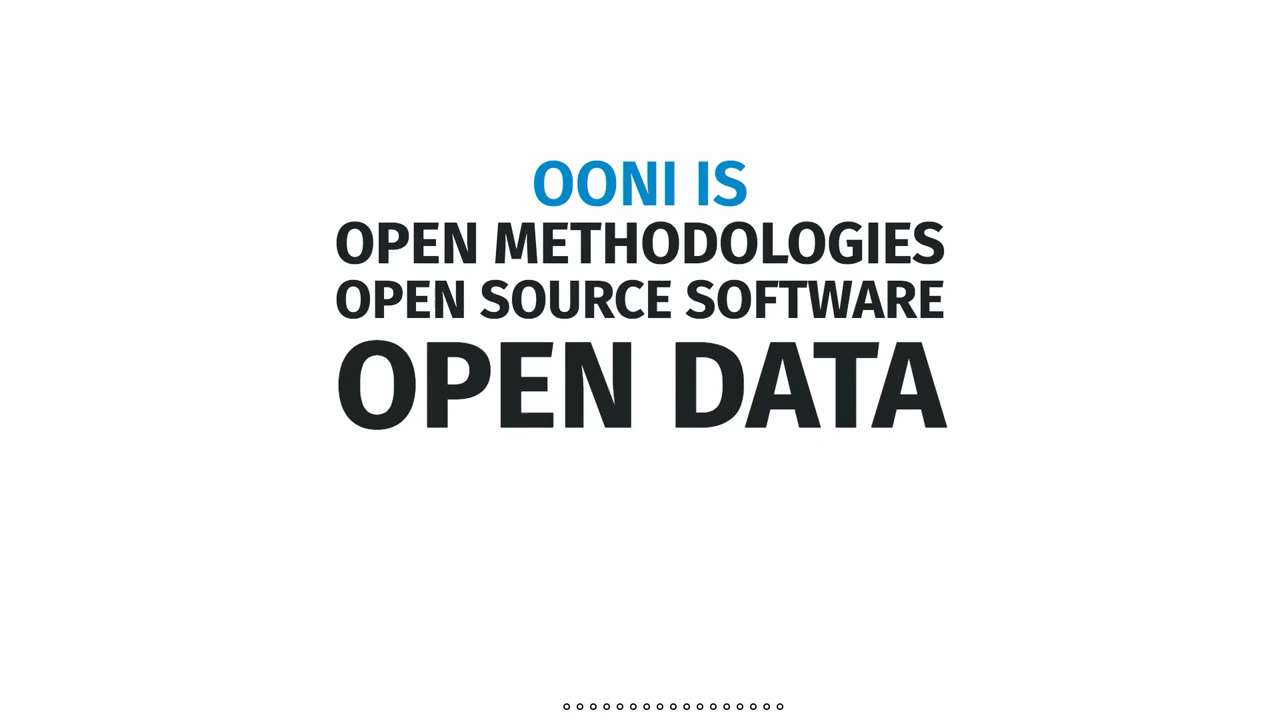 OONI IS
OPEN METHODOLOGIES
OPEN SOURCE SOFTWARE
OPEN DATA